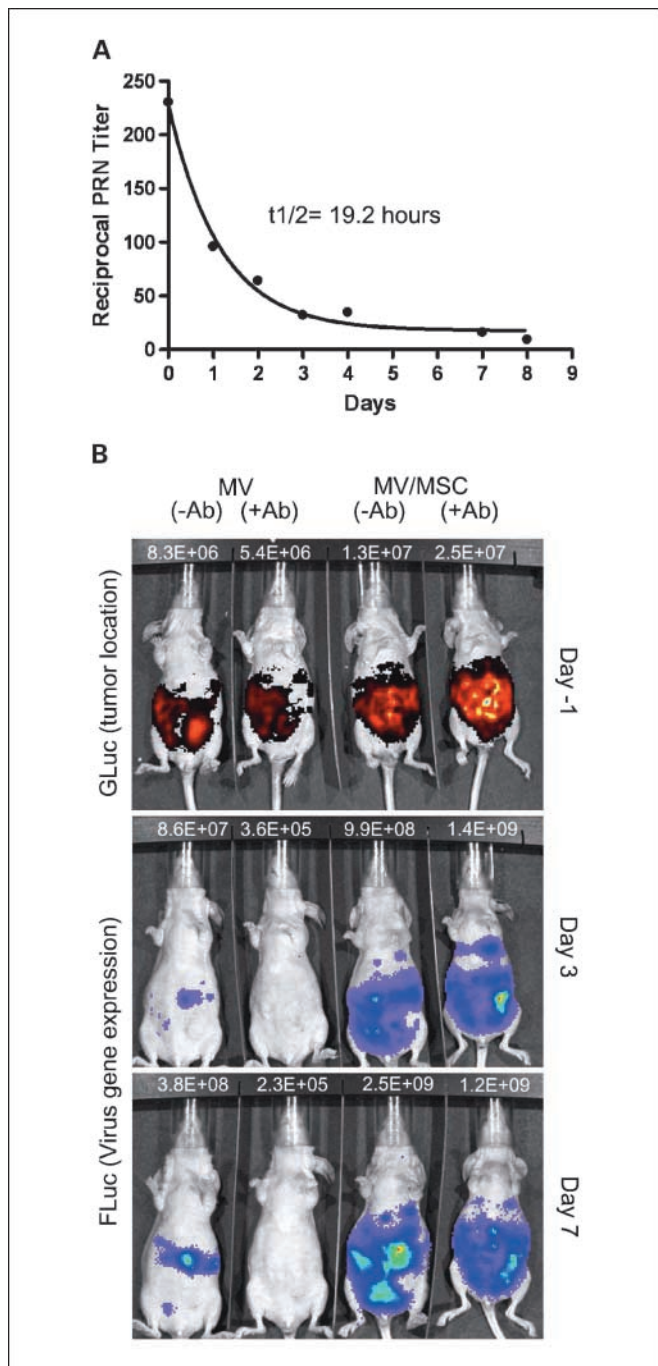 A
250
200
150
100
50
0
Reciprocal PRN Titer
t1/2= 19.2 hours
0 1 2 3 4 5 6 7 8 9
Days
B
MV MV/MSC
(-Ab) (+Ab) (-Ab) (+Ab)
8.3E+06 5.4E+06 1.3E+07 2.5E+07
GLuc (tumor location)
Day -1
8.6E+07 3.6E+05 9.9E+08 1.4E+09
Day 3
FLuc (Virus gene expression)
3.8E+08 2.3E+05 2.5E+09 1.2E+09
Day 7